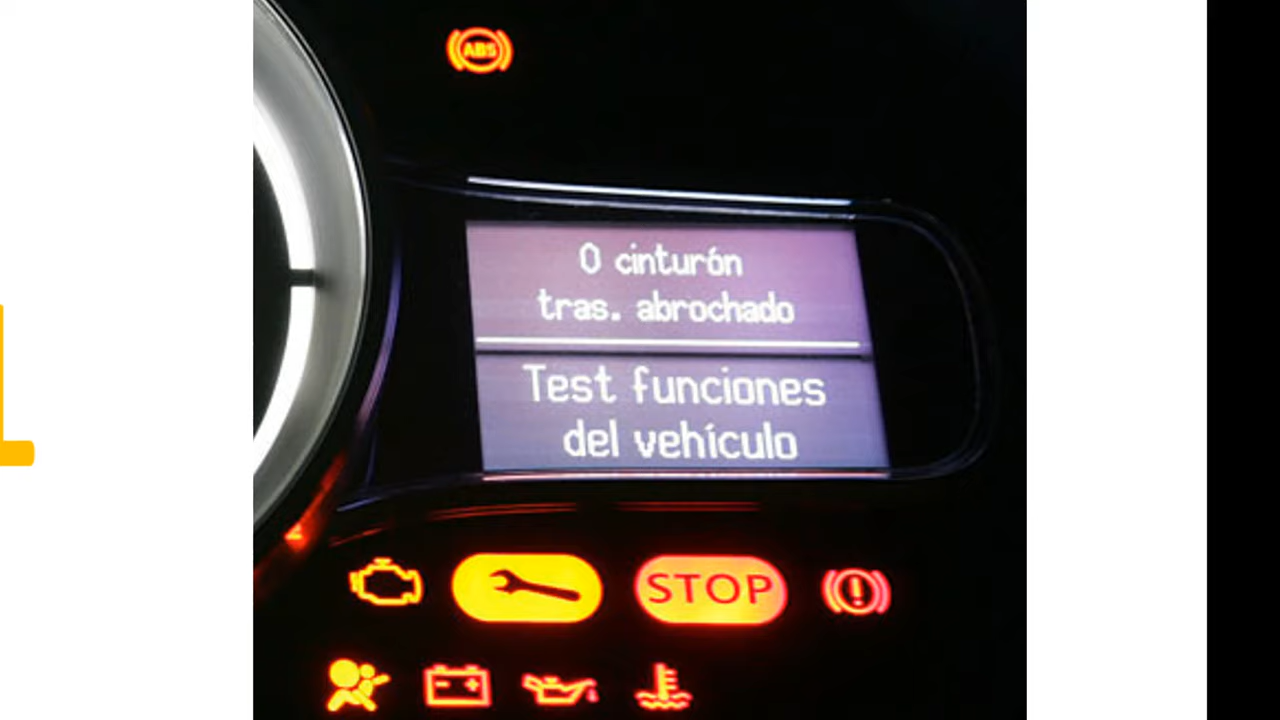 ABS
0 cinturón
tras. abrochado
Test funciones
del vehículo
STOP